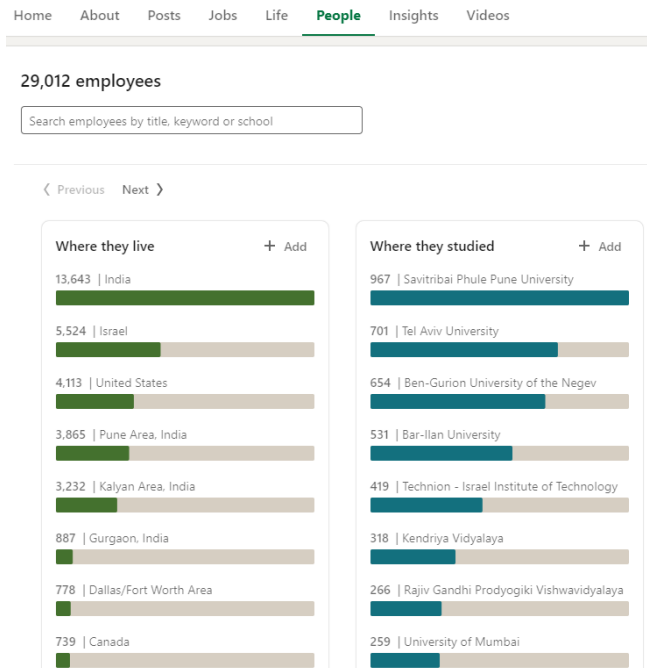 Home About Posts Jobs Life People Insights Videos
29,012 employees
Search employees by title, keyword or school
Previous Next
Where they live + Add
13,643 | India
5,524 | Israel
4,113 | United States
3,865 | Pune Area, India
3,232 | Kalyan Area, India
887 | Gurgaon, India
778 | Dallas/Fort Worth Area
739 | Canada
Where they studied + Add
967 | Savitribai Phule Pune University
701 | Tel Aviv University
654 | Ben-Gurion University of the Negev
531 | Bar-Ilan University
419 | Technion - Israel Institute of Technology
318 | Kendriya Vidyalaya
266 | Rajiv Gandhi Prodyogiki Vishwavidyalaya
259 | University of Mumbai